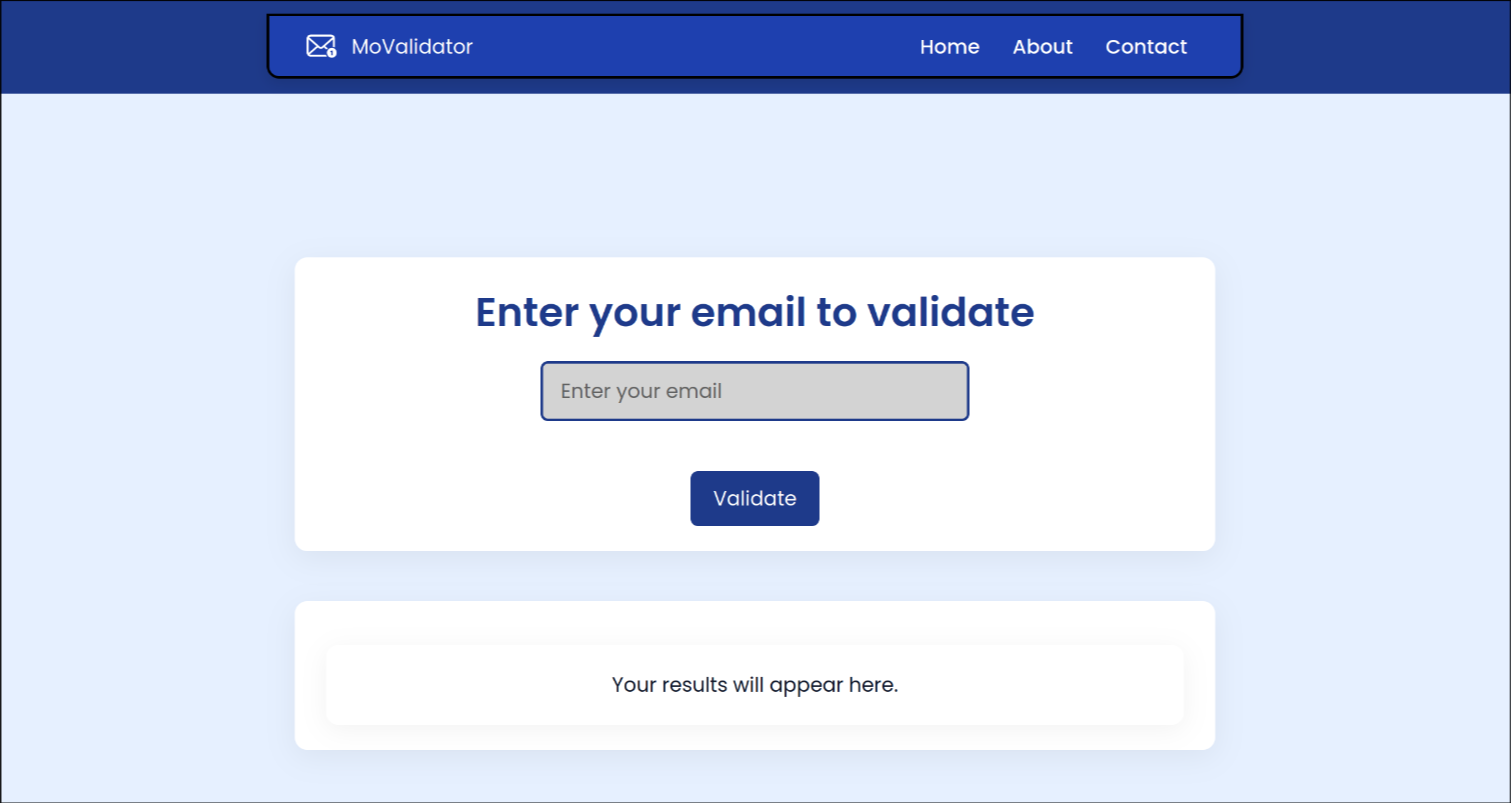 MoValidator Home About Contact
Enter your email to validate
Enter your email
Validate
Your results will appear here.